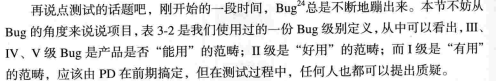 再说点测试的话题吧，刚开始的一段时间，Bug24总是不断地蹦出来。本节不妨从
Bug 的角度来说说项目，表 3-2 是我们使用过的一份 Bug 级别定义，从中可以看出，III、
IV、V 级 Bug 是产品是否“能用”的范畴；II 级是“好用”的范畴；而 I 级是“有用”
的范畴，应该由 PD 在前期搞定，但在测试过程中，任何人也都可以提出质疑。